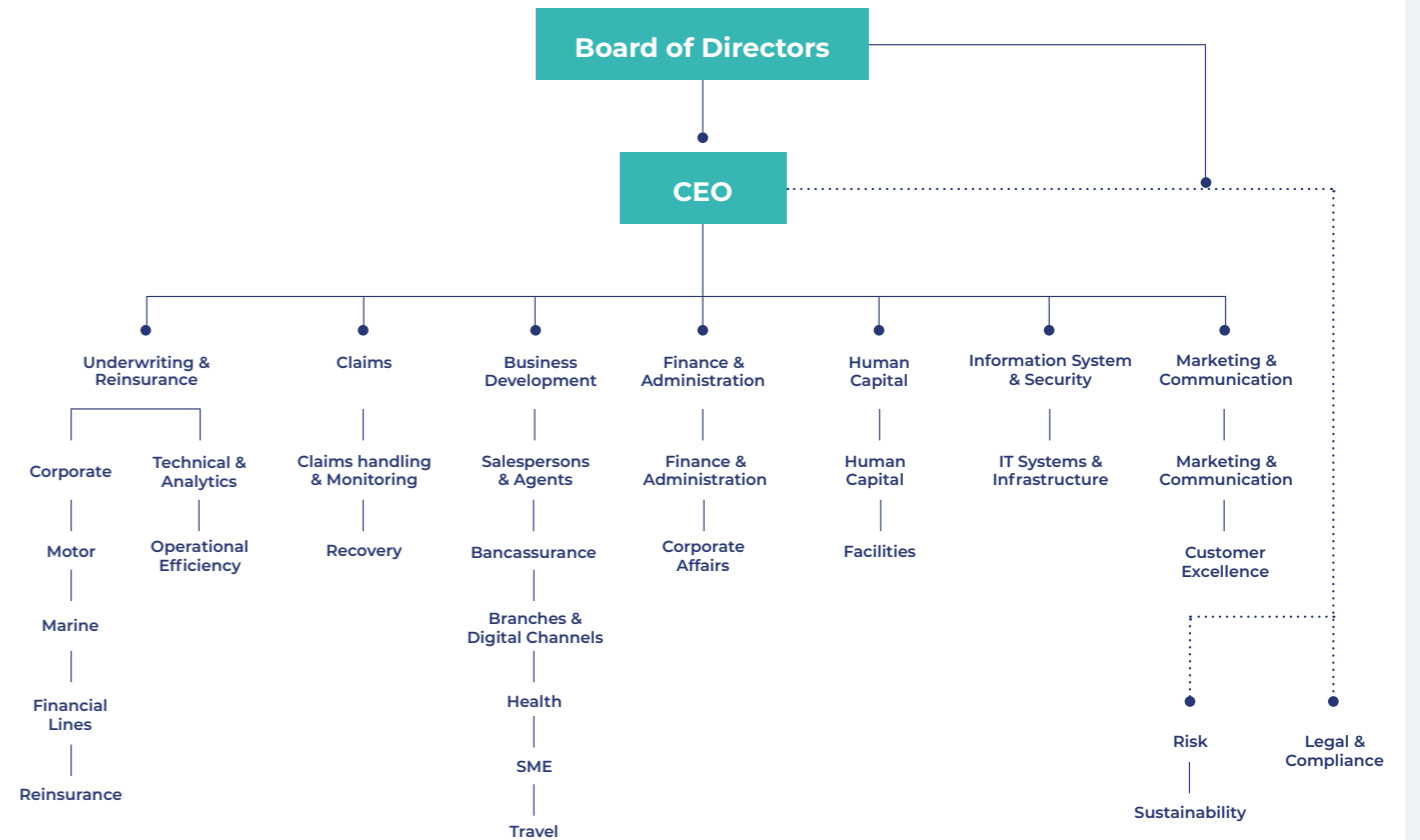 Board of Directors
CEO
Underwriting &
Reinsurance
Claims
Business
Development
Finance &
Administration
Human
Capital
Information System
& Security
Marketing &
Communication
Corporate
Technical &
Analytics
Claims handling
& Monitoring
Salespersons
& Agents
Finance &
Administration
Human
Capital
IT Systems &
Infrastructure
Marketing &
Communication
Motor
Operational
Efficiency
Recovery
Bancassurance
Corporate
Affairs
Facilities
Customer
Excellence
Marine
Branches &
Digital Channels
Financial
Lines
Health
Reinsurance
SME
Travel
Risk
Legal &
Compliance
Sustainability